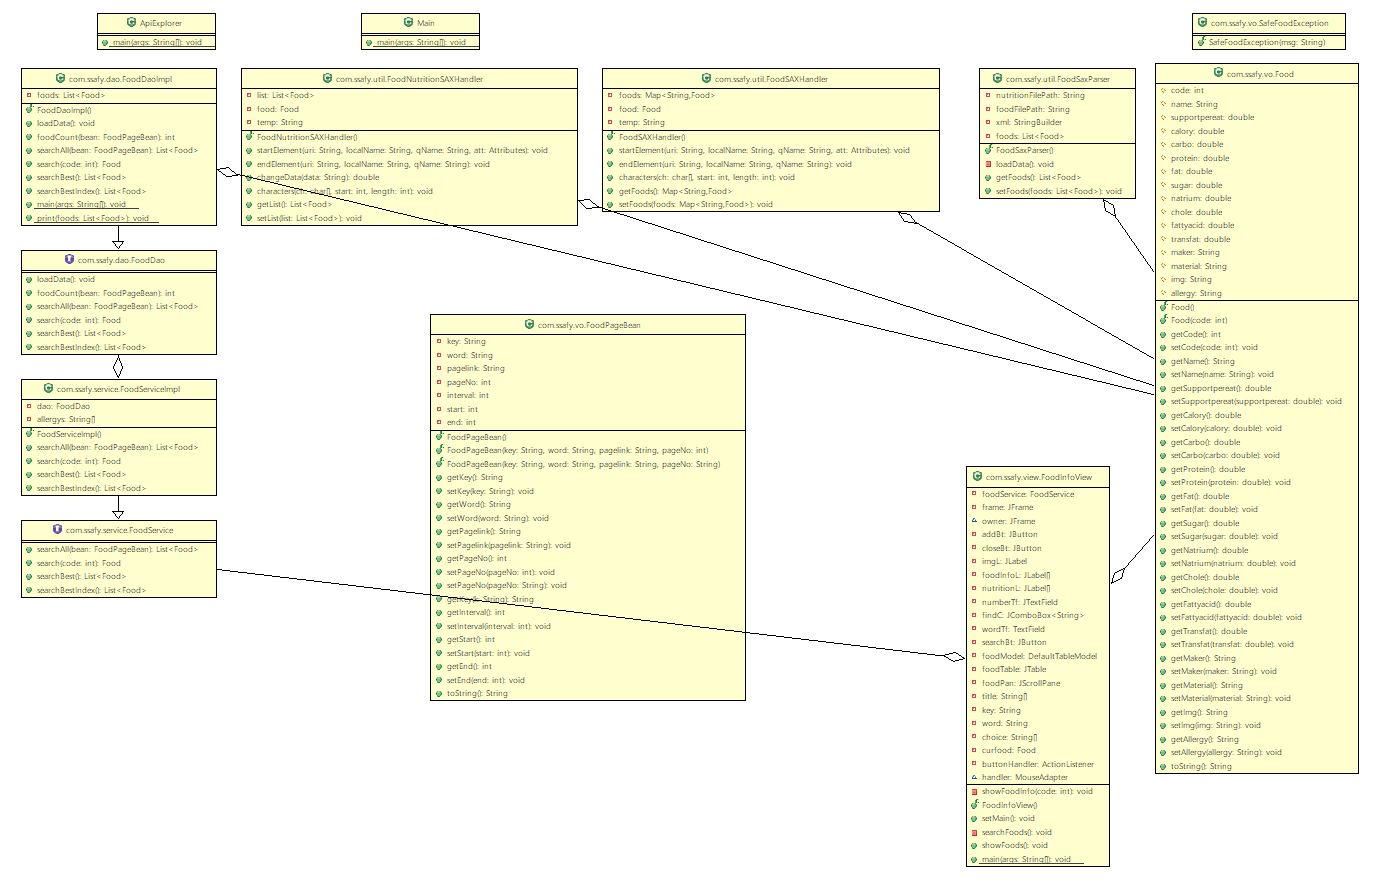 ApiExplorer
main(args: String[]): void
Main
main(args: String[]): void
com.ssafy.vo.SafeFoodException
SafeFoodException(msg: String)
com.ssafy.dao.FoodDaoImpl
foods: List<Food>
FoodDaoImpl()
loadData(): void
foodCount(bean: FoodPageBean): int
searchAll(bean: FoodPageBean): List<Food>
search(code: int): Food
searchBest(): List<Food>
searchBestIndex(): List<Food>
main(args: String[]): void
print(foods: List<Food>): void
com.ssafy.util.FoodNutritionSAXHandler
list: List<Food>
food: Food
temp: String
FoodNutritionSAXHandler()
startElement(uri: String, localName: String, qName: String, att: Attributes): void
endElement(uri: String, localName: String, qName: String): void
changeData(data: String): double
characters(ch: char[], start: int, length: int): void
getList(): List<Food>
setList(list: List<Food>): void
com.ssafy.util.FoodSAXHandler
foods: Map<String,Food>
food: Food
temp: String
FoodSAXHandler()
startElement(uri: String, localName: String, qName: String, att: Attributes): void
endElement(uri: String, localName: String, qName: String): void
characters(ch: char[], start: int, length: int): void
getFoods(): Map<String,Food>
setFoods(foods: Map<String,Food>): void
com.ssafy.util.FoodSaxParser
nutritionFilePath: String
foodFilePath: String
xml: StringBuilder
foods: List<Food>
FoodSaxParser()
loadData(): void
getFoods(): List<Food>
setFoods(foods: List<Food>): void
com.ssafy.vo.Food
code: int
name: String
supportpereat: double
calory: double
carbo: double
protein: double
fat: double
sugar: double
natrium: double
chole: double
fattyacid: double
transfat: double
maker: String
material: String
img: String
allergy: String
Food()
Food(code: int)
getCode(): int
setCode(code: int): void
getName(): String
setName(name: String): void
getSupportpereat(): double
setSupportpereat(supportpereat: double): void
getCalory(): double
setCalory(calory: double): void
getCarbo(): double
setCarbo(carbo: double): void
getProtein(): double
setProtein(protein: double): void
getFat(): double
setFat(fat: double): void
getSugar(): double
setSugar(sugar: double): void
getNatrium(): double
setNatrium(natrium: double): void
getChole(): double
setChole(chole: double): void
getFattyacid(): double
setFattyacid(fattyacid: double): void
getTransfat(): double
setTransfat(transfat: double): void
getMaker(): String
setMaker(maker: String): void
getMaterial(): String
setMaterial(material: String): void
getImg(): String
setImg(img: String): void
getAllergy(): String
setAllergy(allergy: String): void
toString(): String
com.ssafy.dao.FoodDao
loadData(): void
foodCount(bean: FoodPageBean): int
searchAll(bean: FoodPageBean): List<Food>
search(code: int): Food
searchBest(): List<Food>
searchBestIndex(): List<Food>
com.ssafy.service.FoodServiceImpl
dao: FoodDao
allergys: String[]
FoodServiceImpl()
searchAll(bean: FoodPageBean): List<Food>
search(code: int): Food
searchBest(): List<Food>
searchBestIndex(): List<Food>
com.ssafy.service.FoodService
searchAll(bean: FoodPageBean): List<Food>
search(code: int): Food
searchBest(): List<Food>
searchBestIndex(): List<Food>
com.ssafy.vo.FoodPageBean
key: String
word: String
pagelink: String
pageNo: int
interval: int
start: int
end: int
FoodPageBean()
FoodPageBean(key: String, word: String, pagelink: String, pageNo: int)
FoodPageBean(key: String, word: String, pagelink: String, pageNo: String)
getKey(): String
setKey(key: String): void
getWord(): String
setWord(word: String): void
getPagelink(): String
setPagelink(pagelink: String): void
getPageNo(): int
setPageNo(pageNo: int): void
setPageNo(pageNo: String): void
getKey(k: String): String
getInterval(): int
setInterval(interval: int): void
getStart(): int
setStart(start: int): void
getEnd(): int
setEnd(end: int): void
toString(): String
com.ssafy.view.FoodInfoView
foodService: FoodService
frame: JFrame
owner: JFrame
addBt: JButton
closeBt: JButton
imgL: JLabel
foodInfoL: JLabel[]
nutritionL: JLabel[]
numberTf: JTextField
findC: JComboBox<String>
wordTf: TextField
searchBt: JButton
foodModel: DefaultTableModel
foodTable: JTable
foodPan: JScrollPane
title: String[]
key: String
word: String
choice: String[]
curfood: Food
buttonHandler: ActionListener
handler: MouseAdapter
showFoodInfo(code: int): void
FoodInfoView()
setMain(): void
searchFoods(): void
showFoods(): void
main(args: String[]): void